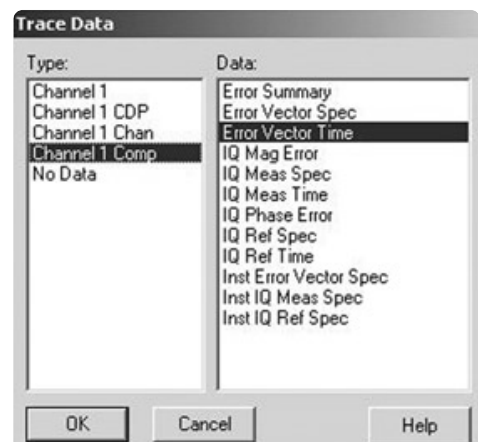 Trace Data
Type:
Channel 1
Channel 1 CDP
Channel 1 Chan
Channel 1 Comp
No Data
Data:
Error Summary
Error Vector Spec
Error Vector Time
IQ Mag Error
IQ Meas Spec
IQ Meas Time
IQ Phase Error
IQ Ref Spec
IQ Ref Time
Inst Error Vector Spec
Inst IQ Meas Spec
Inst IQ Ref Spec
OK
Cancel
Help